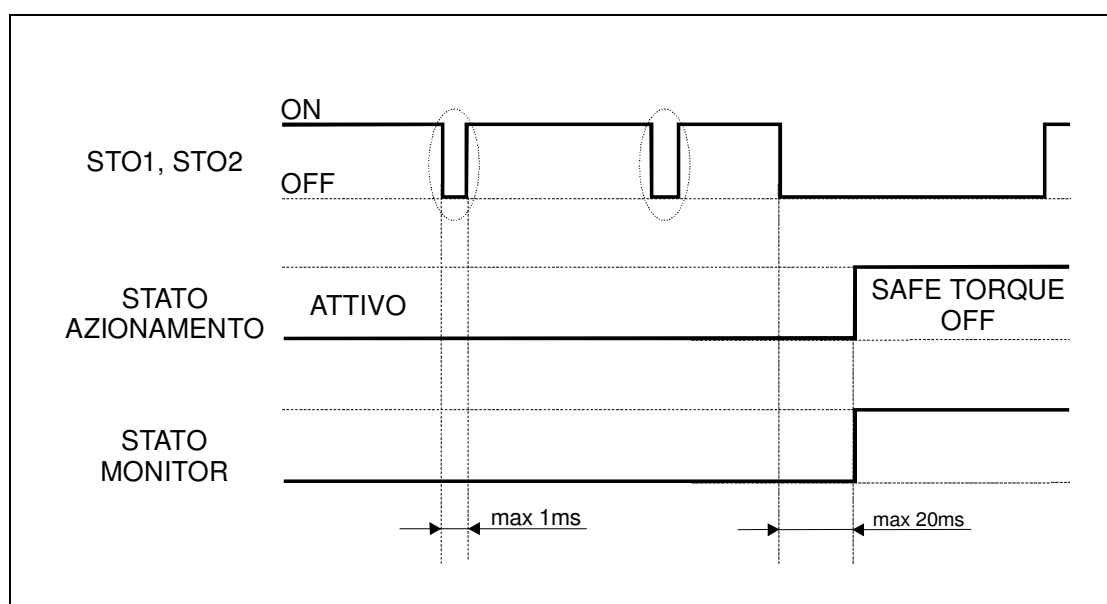 ON
STO1, STO2
OFF
STATO
AZIONAMENTO
ATTIVO
SAFE TORQUE
OFF
STATO
MONITOR
max 1ms
max 20ms